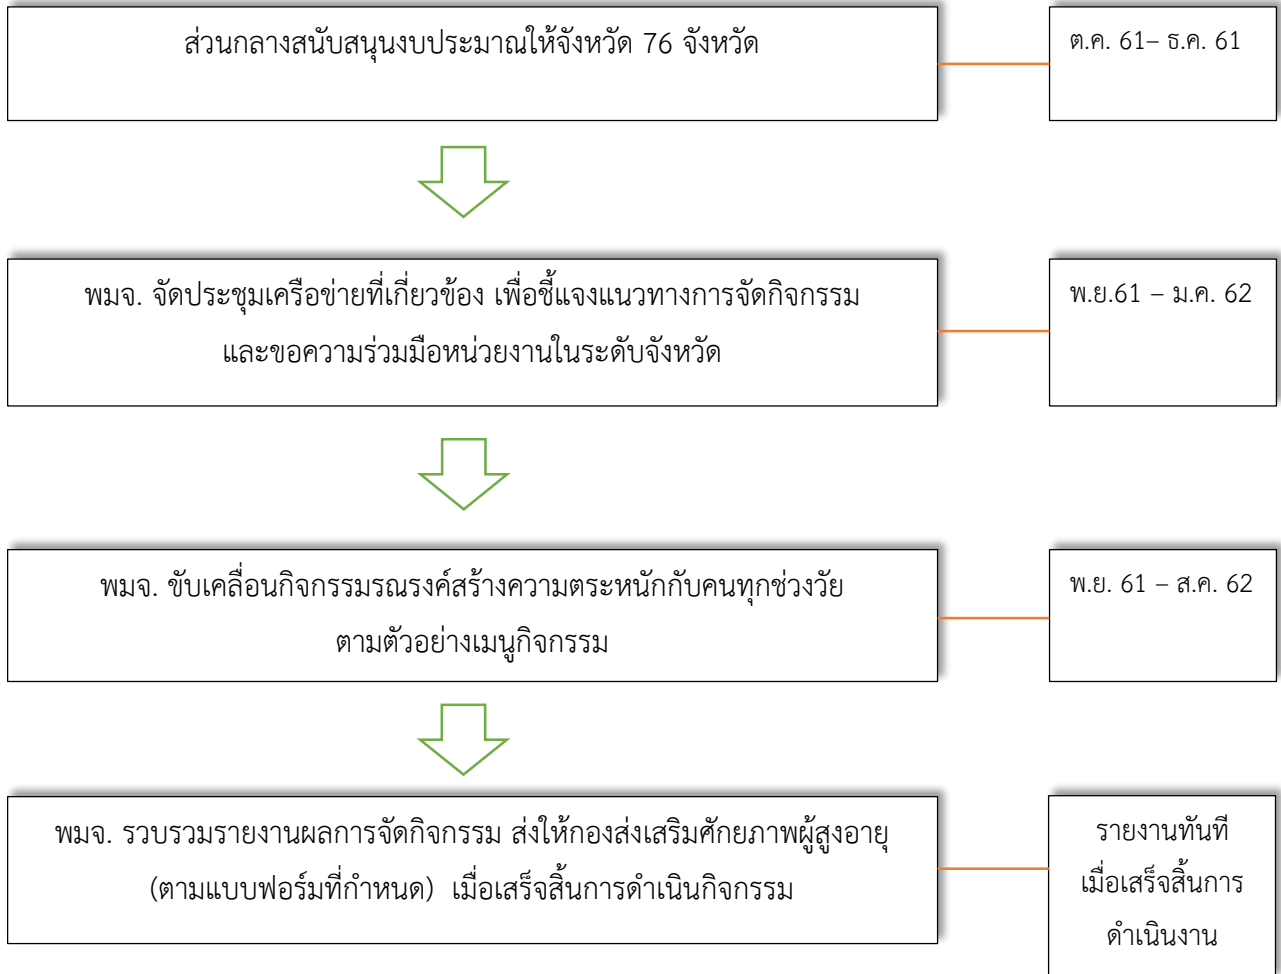 ส่วนกลางสนับสนุนงบประมาณให้จังหวัด 76 จังหวัด
ต.ค. 61– ธ.ค. 61
พมจ. จัดประชุมเครือข่ายที่เกี่ยวข้อง เพื่อชี้แจงแนวทางการจัดกิจกรรม
และขอความร่วมมือหน่วยงานในระดับจังหวัด
พ.ย.61 – ม.ค. 62
พมจ. ขับเคลื่อนกิจกรรมรณรงค์สร้างความตระหนักกับคนทุกช่วงวัย
ตามตัวอย่างเมนูกิจกรรม
พ.ย. 61 – ส.ค. 62
พมจ. รวบรวมรายงานผลการจัดกิจกรรม ส่งให้กองส่งเสริมศักยภาพผู้สูงอายุ
(ตามแบบฟอร์มที่กำหนด) เมื่อเสร็จสิ้นการดำเนินกิจกรรม
รายงานทันที
เมื่อเสร็จสิ้นการ
ดำเนินงาน